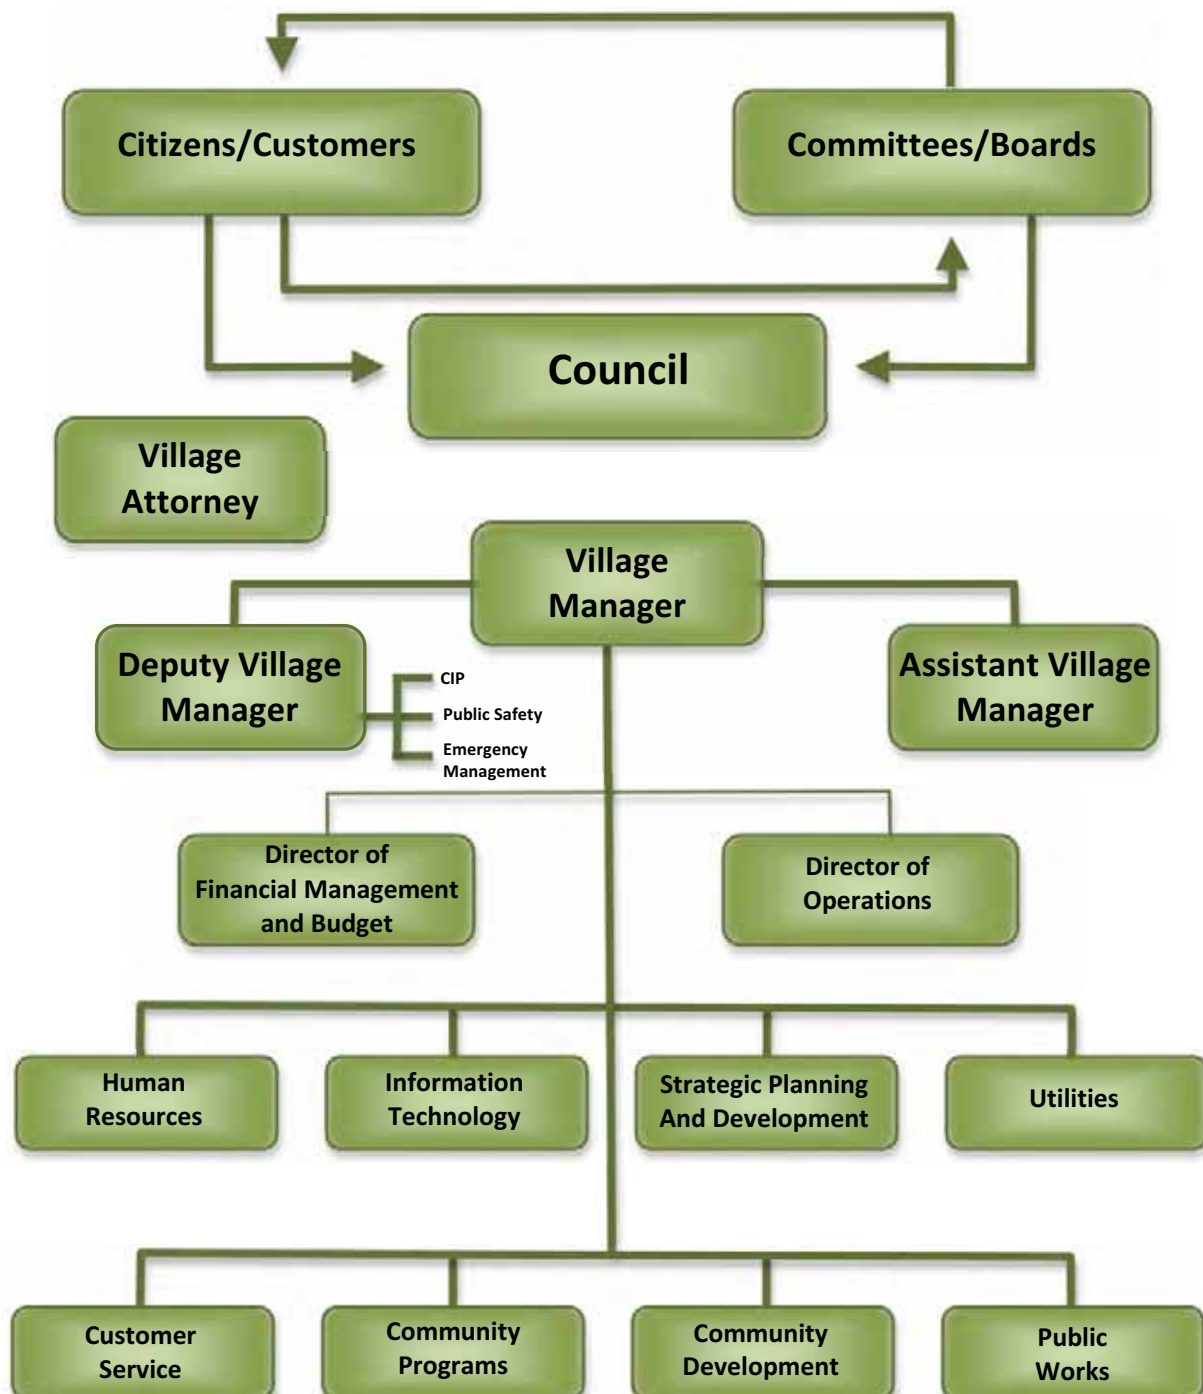 Citizens/Customers
Committees/Boards
Council
Village
Attorney
Village
Manager
Deputy Village
Manager
CIP
Public Safety
Emergency
Management
Assistant Village
Manager
Director of
Financial Management
and Budget
Director of
Operations
Human
Resources
Information
Technology
Strategic Planning
And Development
Utilities
Customer
Service
Community
Programs
Community
Development
Public
Works